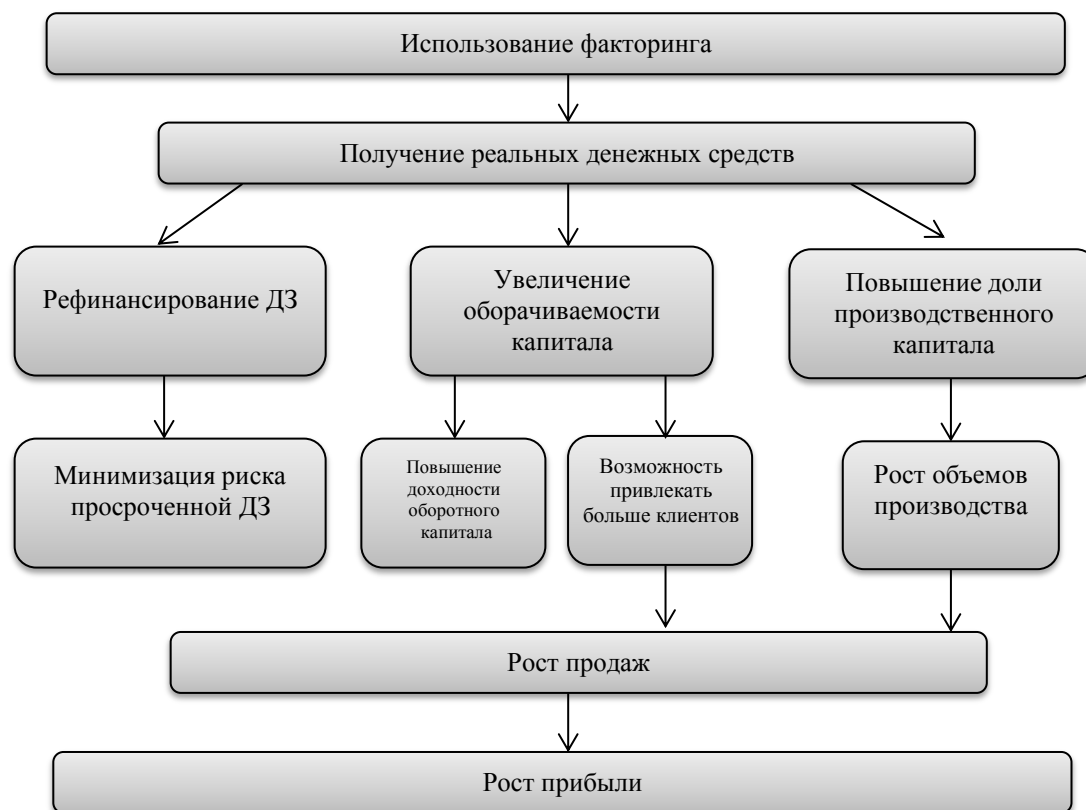 Использование факторинга
Получение реальных денежных средств
Рефинансирование ДЗ
Увеличение
оборачиваемости
капитала
Повышение доли
производственного
капитала
Минимизация риска
просроченной ДЗ
Повышение
доходности
оборотного
капитала
Возможность
привлекать
больше клиентов
Рост объемов
производства
Рост продаж
Рост прибыли